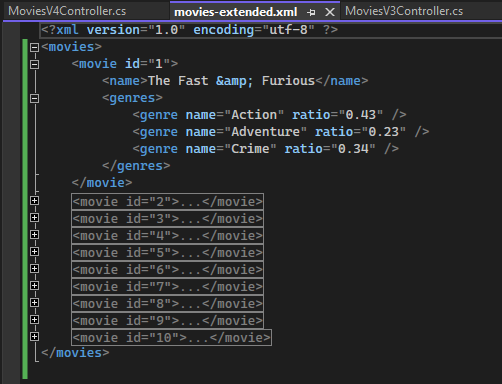 MoviesV4Controller.cs movies-extended.xml MoviesV3Controller.cs
<?xml version="1.0" encoding="utf-8" ?>
<movies>
<movie id="1">
<name>The Fast &amp; Furious</name>
<genres>
<genre name="Action" ratio="0.43" />
<genre name="Adventure" ratio="0.23" />
<genre name="Crime" ratio="0.34" />
</genres>
</movie>
<movie id="2">...</movie>
<movie id="3">...</movie>
<movie id="4">...</movie>
<movie id="5">...</movie>
<movie id="6">...</movie>
<movie id="7">...</movie>
<movie id="8">...</movie>
<movie id="9">...</movie>
<movie id="10">...</movie>
</movies>